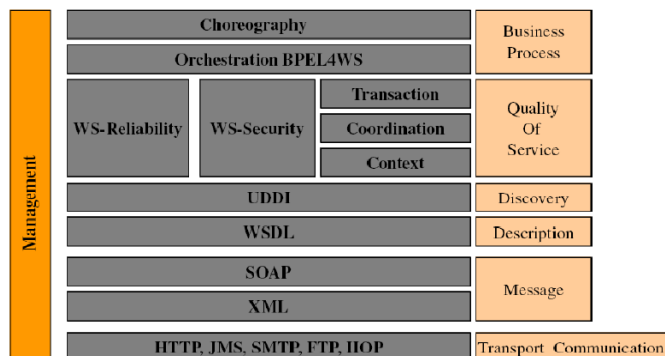 Management
Choreography
Orchestration BPEL4WS
Business
Process
WS-Reliability
WS-Security
Transaction
Coordination
Context
Quality
Of
Service
UDDI
Discovery
WSDL
Description
SOAP
XML
Message
HTTP, JMS, SMTP, FTP, IIOP
Transport Communication